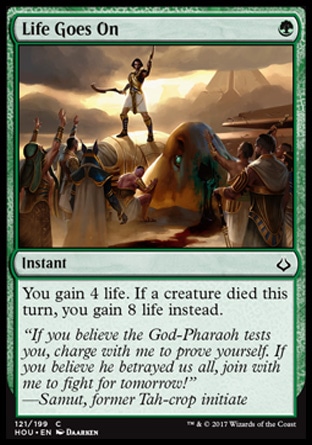 Life Goes On
Instant
You gain 4 life. If a creature died this
turn, you gain 8 life instead.
“If you believe the God-Pharaoh tests
you, charge with me to prove yourself. If
you believe he betrayed us all, join with
me to fight for tomorrow!”
—Samut, former Tah-crop initiate
121/199 C
HOU • EN DAARKEN
™ & © 2017 Wizards of the Coast